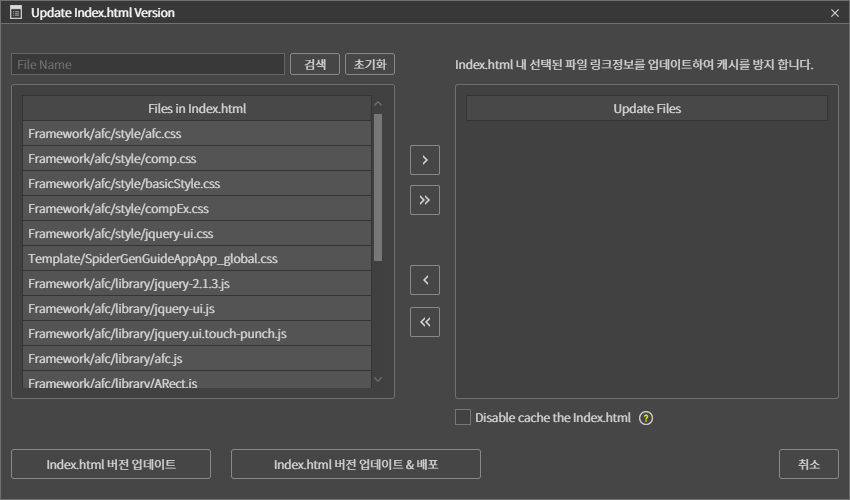 Update Index.html Version
File Name
검색
초기화
Index.html 내 선택된 파일 링크정보를 업데이트하여 캐시를 방지 합니다.
Files in Index.html
Update Files
Framework/afc/style/afc.css
Framework/afc/style/comp.css
Framework/afc/style/basicStyle.css
Framework/afc/style/compEx.css
Framework/afc/style/jquery-ui.css
Template/SpiderGenGuideAppApp_global.css
Framework/afc/library/jquery-2.1.3.js
Framework/afc/library/jquery-ui.js
Framework/afc/library/jquery.ui.touch-punch.js
Framework/afc/library/afc.js
Framework/afc/library/ARect.js
Disable cache the Index.html ?
Index.html 버전 업데이트
Index.html 버전 업데이트 & 배포
취소